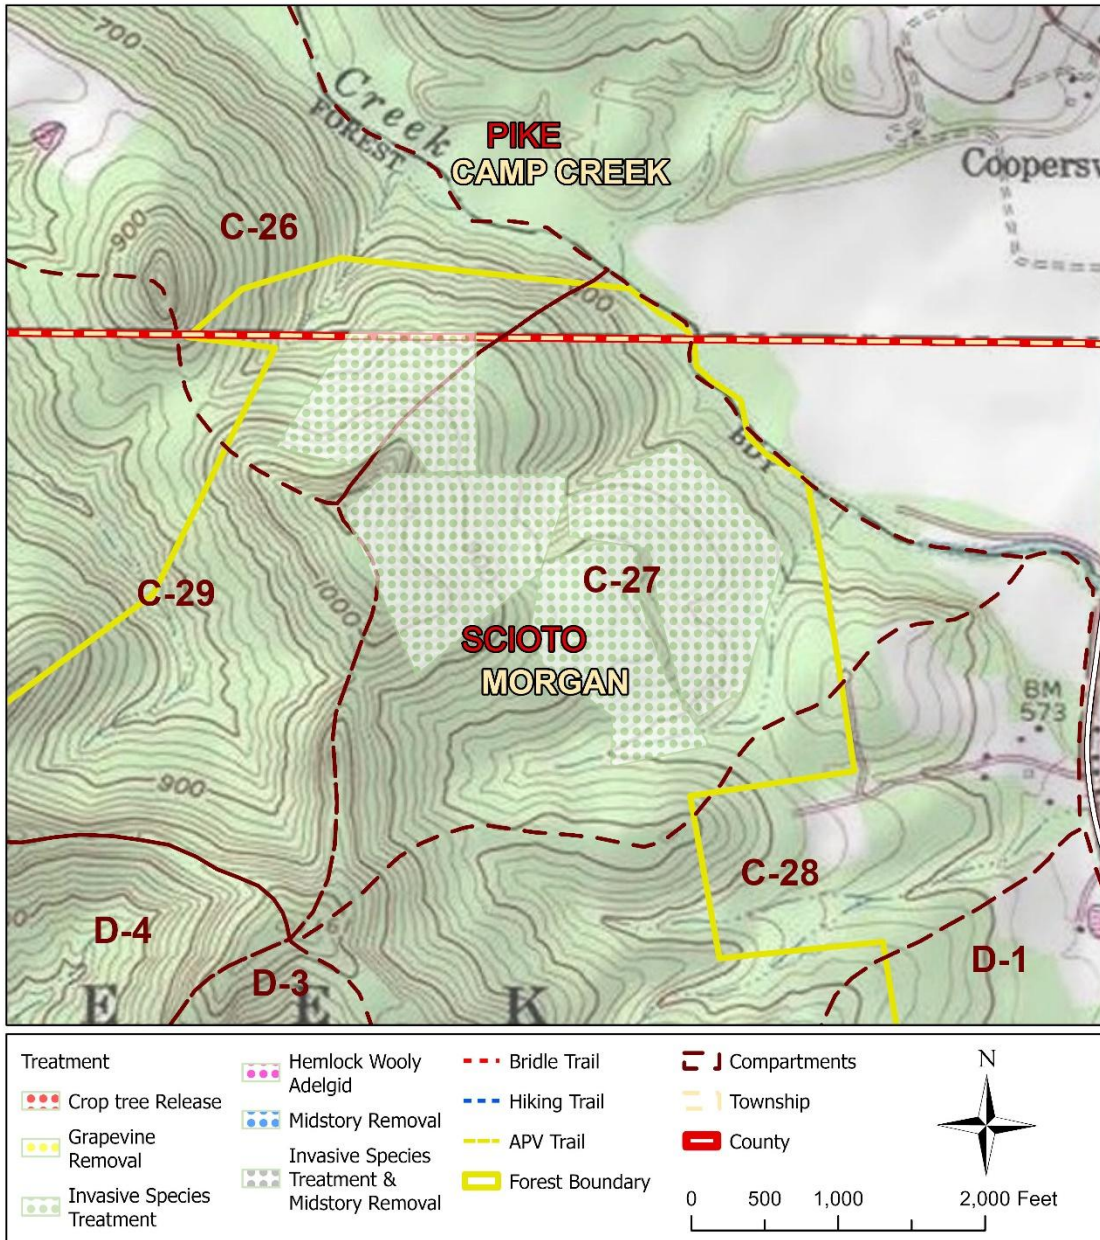 700
Creek
FOREST
PIKE
CAMP CREEK
Coopersv
C-26
900
600
BDY
C-29
1000
C-27
SCIOTO
MORGAN
BM
573
900
C-28
D-4
D-3
D-1
E E K
Treatment
Crop tree Release
Grapevine
Removal
Invasive Species
Treatment
Hemlock Wooly
Adelgid
Midstory Removal
Invasive Species
Treatment &
Midstory Removal
Bridle Trail
Hiking Trail
APV Trail
Forest Boundary
Compartments
Township
County
N
0 500 1,000 2,000 Feet